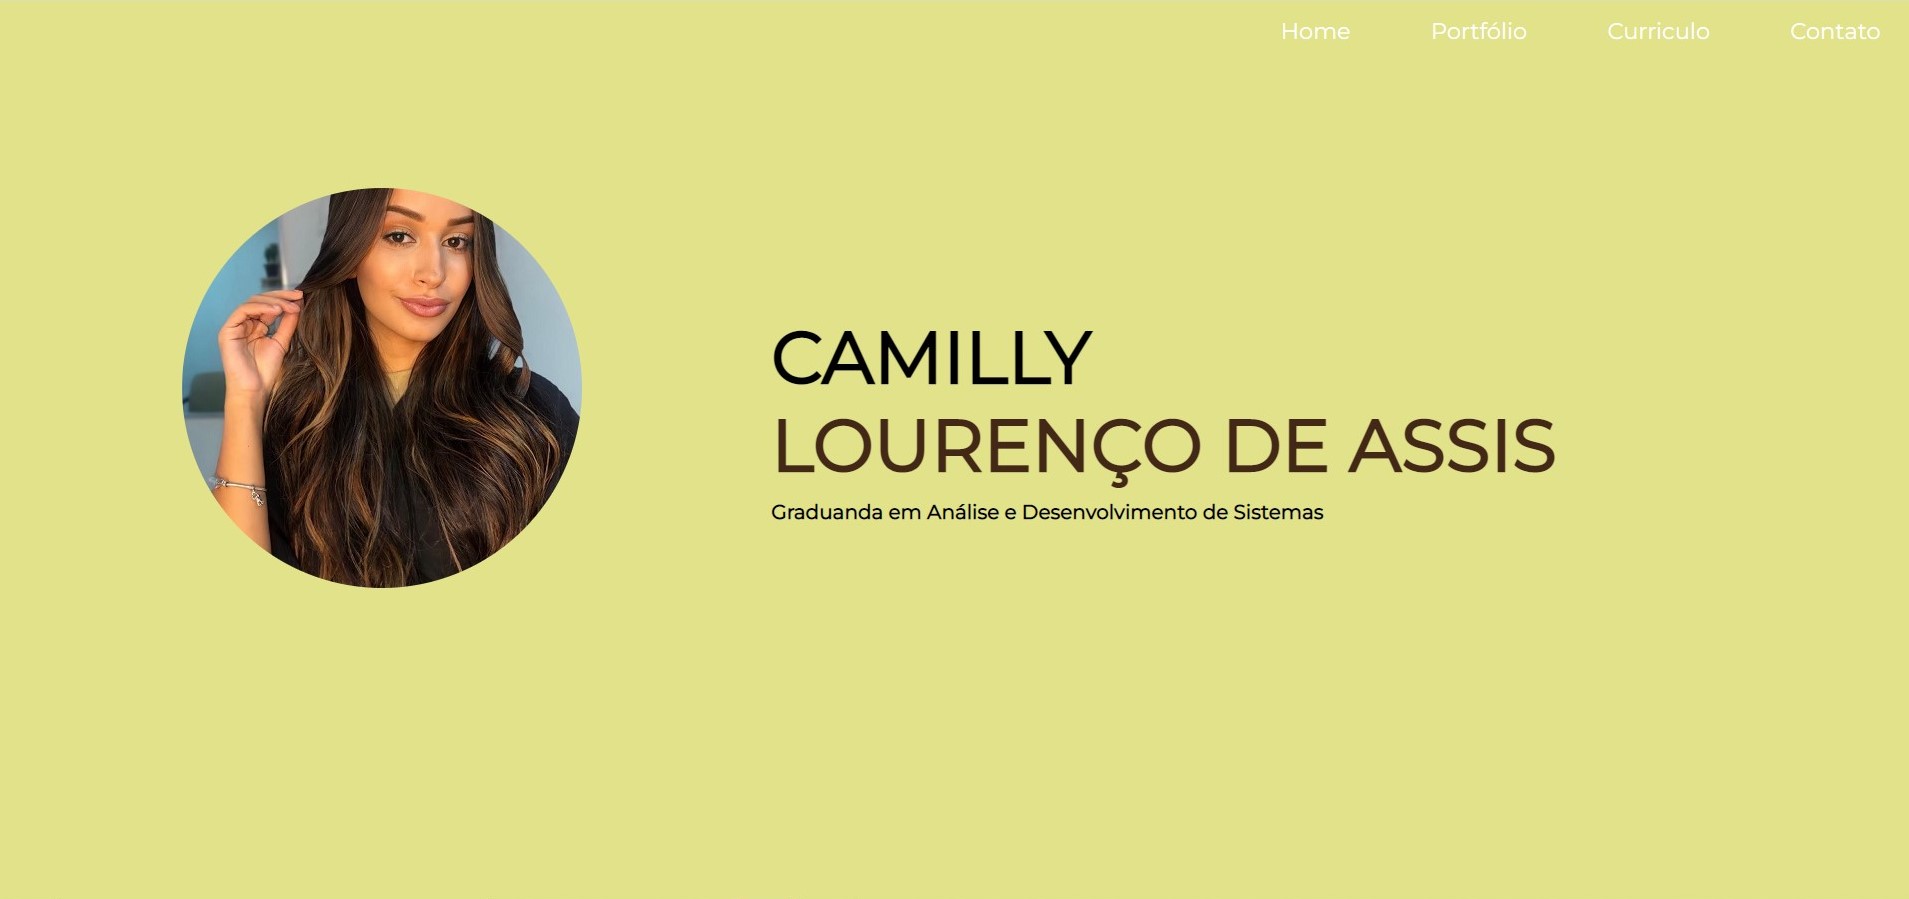 Home Portfólio Curriculo Contato
CAMILLY
LOURENÇO DE ASSIS
Graduanda em Análise e Desenvolvimento de Sistemas